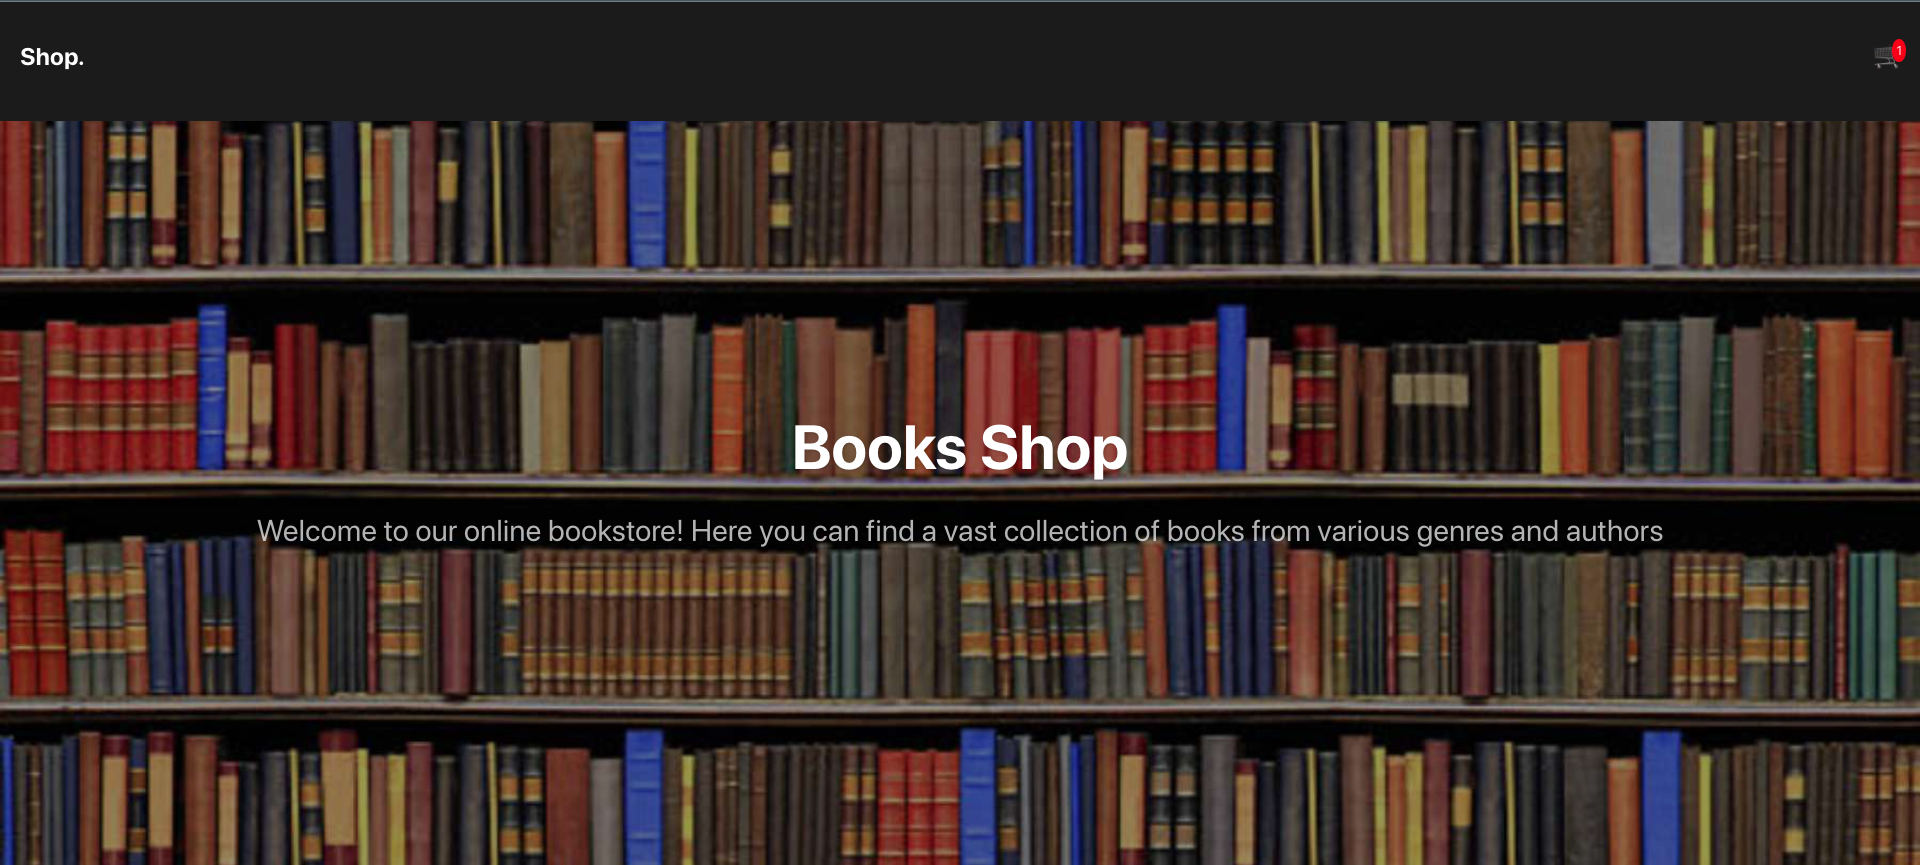 Shop.
1
Books Shop
Welcome to our online bookstore! Here you can find a vast collection of books from various genres and authors